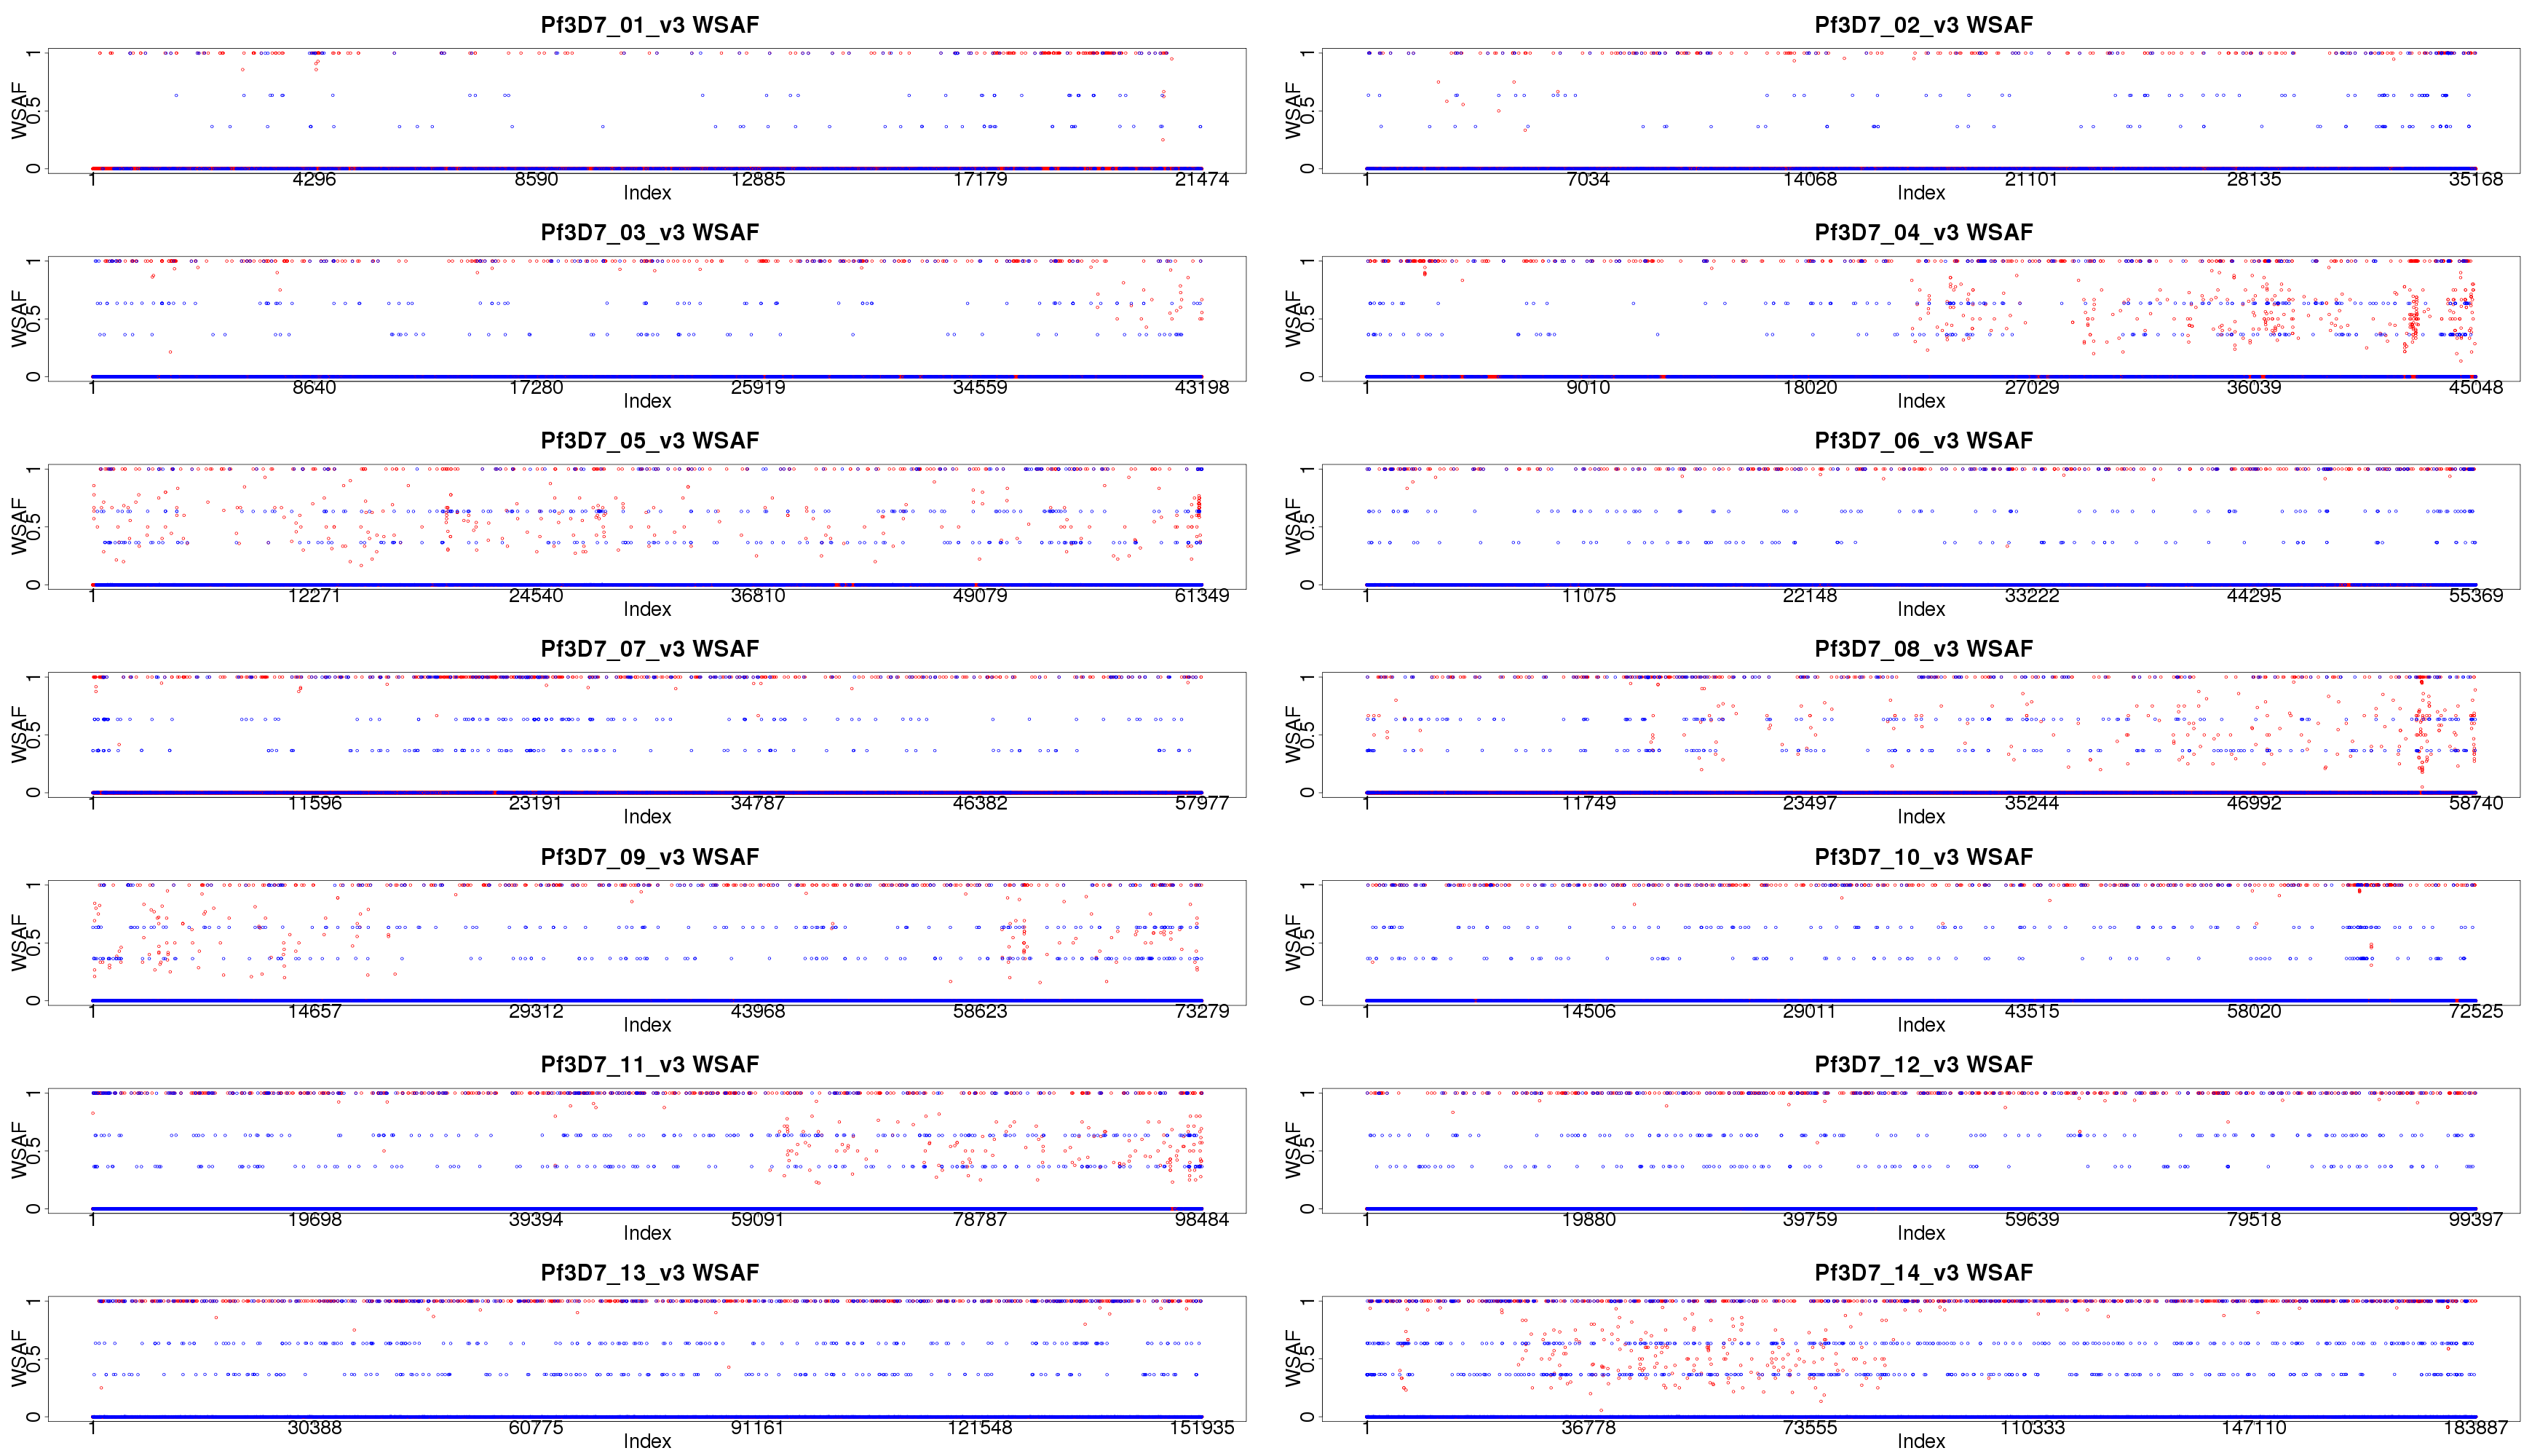 Pf3D7_01_v3 WSAF
WSAF
0 0.5 1
1 4296 8590 12885 17179 21474
Index
Pf3D7_02_v3 WSAF
WSAF
0 0.5 1
1 7034 14068 21101 28135 35168
Index
Pf3D7_03_v3 WSAF
WSAF
0 0.5 1
1 8640 17280 25919 34559 43198
Index
Pf3D7_04_v3 WSAF
WSAF
0 0.5 1
1 9010 18020 27029 36039 45048
Index
Pf3D7_05_v3 WSAF
WSAF
0 0.5 1
1 12271 24540 36810 49079 61349
Index
Pf3D7_06_v3 WSAF
WSAF
0 0.5 1
1 11075 22148 33222 44295 55369
Index
Pf3D7_07_v3 WSAF
WSAF
0 0.5 1
1 11596 23191 34787 46382 57977
Index
Pf3D7_08_v3 WSAF
WSAF
0 0.5 1
1 11749 23497 35244 46992 58740
Index
Pf3D7_09_v3 WSAF
WSAF
0 0.5 1
1 14657 29312 43968 58623 73279
Index
Pf3D7_10_v3 WSAF
WSAF
0 0.5 1
1 14506 29011 43515 58020 72525
Index
Pf3D7_11_v3 WSAF
WSAF
0 0.5 1
1 19698 39394 59091 78787 98484
Index
Pf3D7_12_v3 WSAF
WSAF
0 0.5 1
1 19880 39759 59639 79518 99397
Index
Pf3D7_13_v3 WSAF
WSAF
0 0.5 1
1 30388 60775 91161 121548 151935
Index
Pf3D7_14_v3 WSAF
WSAF
0 0.5 1
1 36778 73555 110333 147110 183887
Index